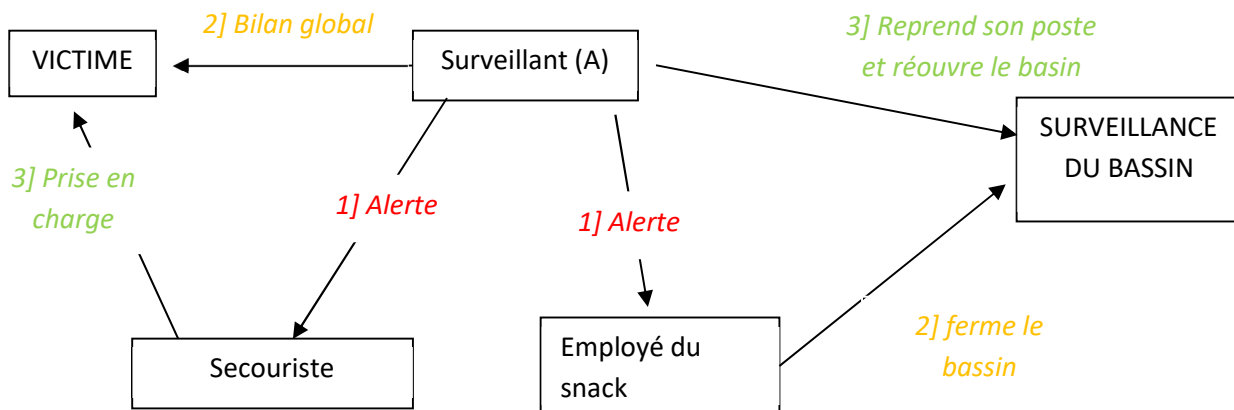 2] Bilan global
VICTIME
Surveillant (A)
3] Reprend son poste
et réouvre le basin
SURVEILLANCE
DU BASSIN
3] Prise en
charge
1] Alerte
1] Alerte
Secouriste
Employé du
snack
2] ferme le
bassin